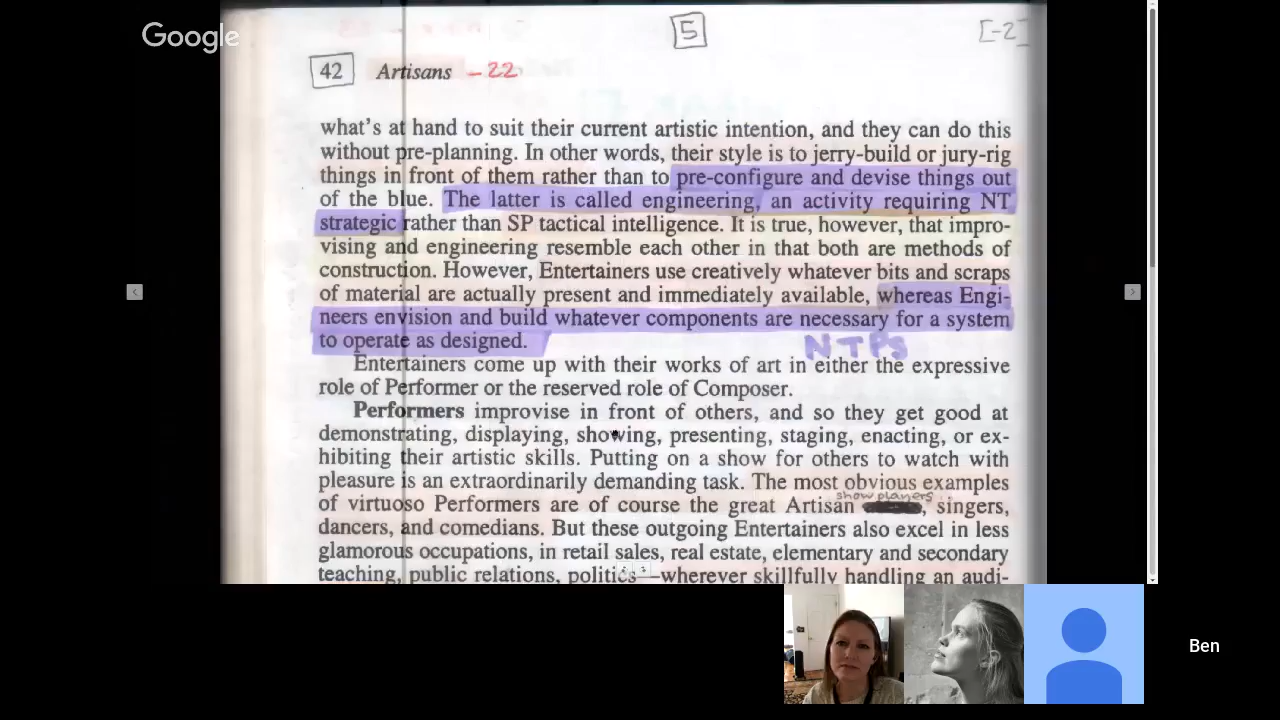 Google
5
[-2]
42 Artisans -22
what's at hand to suit their current artistic intention, and they can do this
without pre-planning. In other words, their style is to jerry-build or jury-rig
things in front of them rather than to pre-configure and devise things out
of the blue. The latter is called engineering, an activity requiring NT
strategic rather than SP tactical intelligence. It is true, however, that impro-
vising and engineering resemble each other in that both are methods of
construction. However, Entertainers use creatively whatever bits and scraps
of material are actually present and immediately available, whereas Engi-
neers envision and build whatever components are necessary for a system
to operate as designed.
NTPs
Entertainers come up with their works of art in either the expressive
role of Performer or the reserved role of Composer.
Performers improvise in front of others, and so they get good at
demonstrating, displaying, showing, presenting, staging, enacting, or ex-
hibiting their artistic skills. Putting on a show for others to watch with
pleasure is an extraordinarily demanding task. The most obvious examples
show players
of virtuoso Performers are of course the great Artisan , singers,
dancers, and comedians. But these outgoing Entertainers also excel in less
glamorous occupations, in retail sales, real estate, elementary and secondary
teaching, public relations, politics—wherever skillfully handling an audi-
Ben